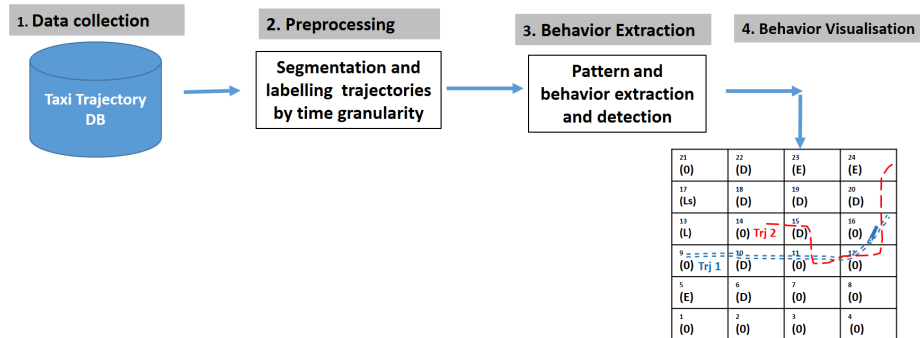 1. Data collection
2. Preprocessing
3. Behavior Extraction
4. Behavior Visualisation
Taxi Trajectory
DB
Segmentation and
labelling trajectories
by time granularity
Pattern and
behavior extraction
and detection
21 22 23 24
(0) (D) (E) (E)
17 18 19 20
(Ls) (D) (D) (D)
13 14 15 16
(L) (0) Trj 2 (D) (0)
9 10 11 12
(0) Trj 1 (D) (0) (0)
5 6 7 8
(E) (D) (0) (0)
1 2 3 4
(0) (0) (0) (0)